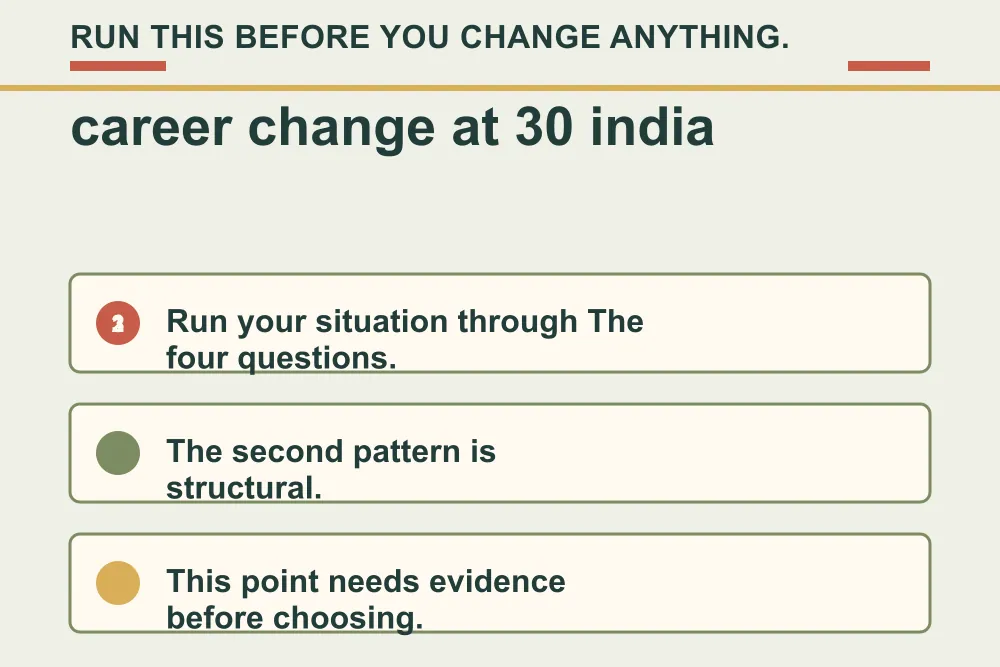 RUN THIS BEFORE YOU CHANGE ANYTHING.
career change at 30 india
Run your situation through The
four questions.
The second pattern is
structural.
This point needs evidence
before choosing.